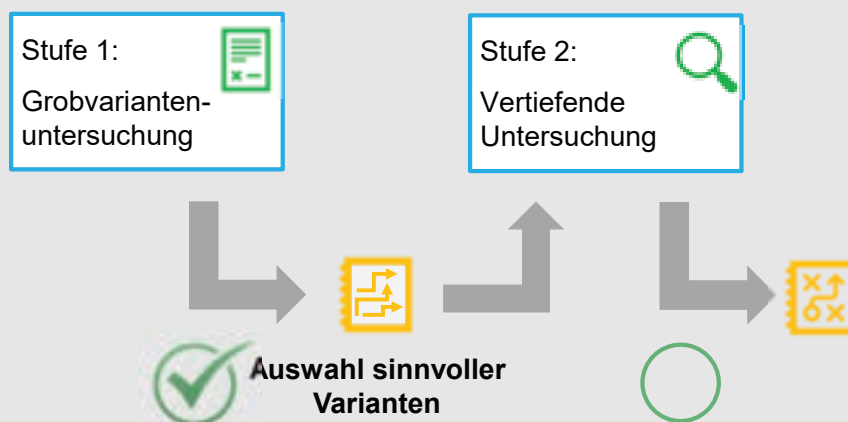 Stufe 1:
Grobvarianten-
untersuchung
Stufe 2:
Vertiefende
Untersuchung
Auswahl sinnvoller
Varianten